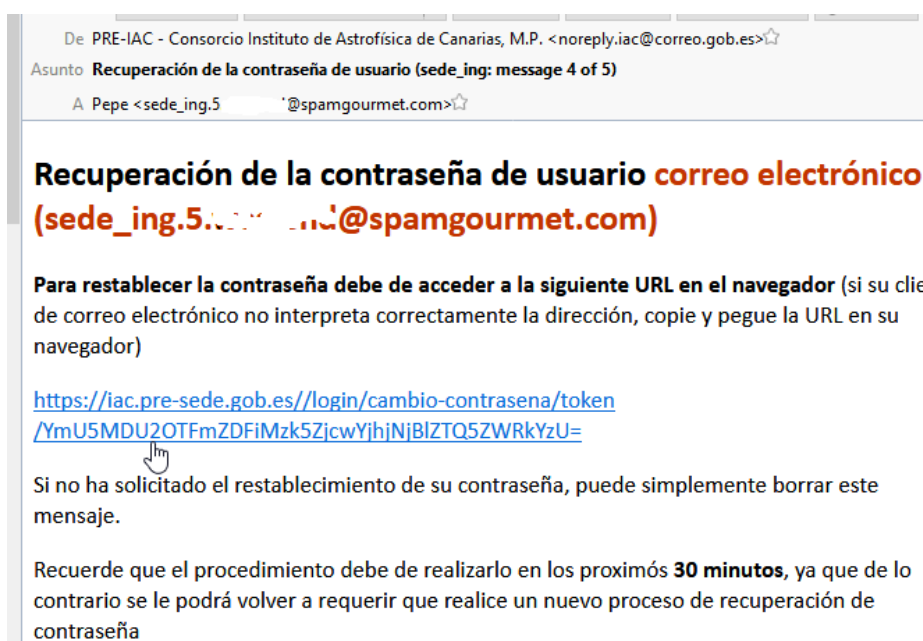 De PRE-IAC - Consorcio Instituto de Astrofísica de Canarias, M.P. <noreply.iac@correo.gob.es>
Asunto Recuperación de la contraseña de usuario (sede_ing: message 4 of 5)
A Pepe <sede_ing.5 @spamgourmet.com>
Recuperación de la contraseña de usuario correo electrónico
(sede_ing.5. @spamgourmet.com)
Para restablecer la contraseña debe de acceder a la siguiente URL en el navegador (si su clie
de correo electrónico no interpreta correctamente la dirección, copie y pegue la URL en su
navegador)
https://iac.pre-sede.gob.es//login/cambio-contrasena/token
/YmU5MDU2OTFmZDFiMzk5ZjcwYjhjNjBlZTQ5ZWRkYzU=
Si no ha solicitado el restablecimiento de su contraseña, puede simplemente borrar este
mensaje.
Recuerde que el procedimiento debe de realizarlo en los proximós 30 minutos, ya que de lo
contrario se le podrá volver a requerir que realice un nuevo proceso de recuperación de
contraseña